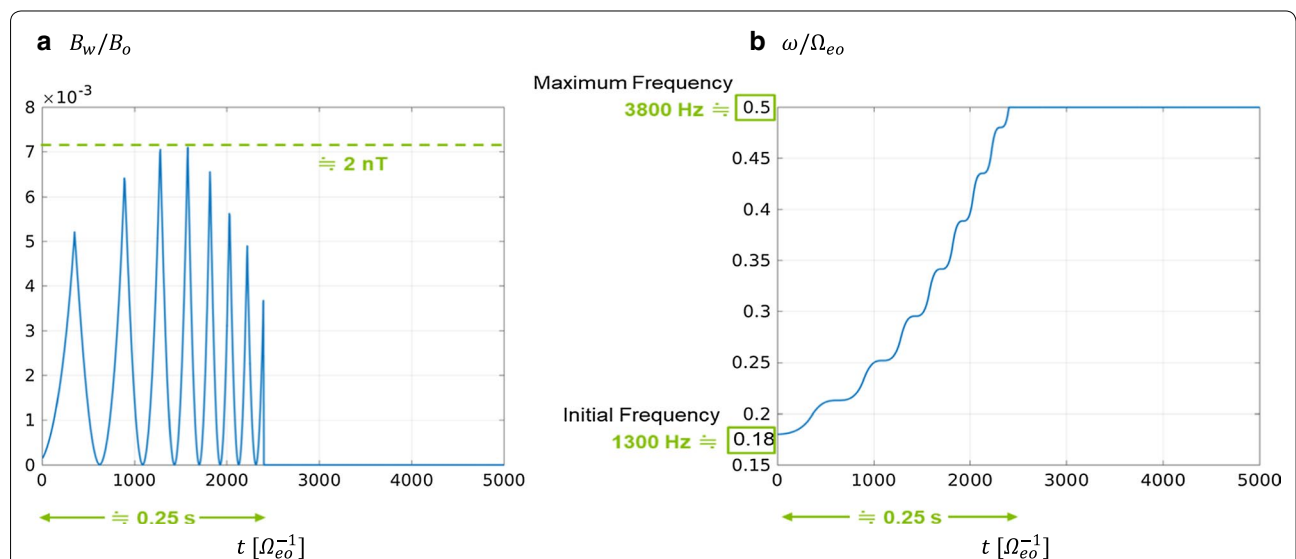 a B_w/B_o
×10⁻³
8
7
6
5
4
3
2
1
0
≒ 2 nT
0 1000 2000 3000 4000 5000
≒ 0.25 s
t [Ω_eo⁻¹]
b ω/Ω_eo
Maximum Frequency
3800 Hz ≒ 0.5
0.45
0.4
0.35
0.3
0.25
0.2
Initial Frequency
1300 Hz ≒ 0.18
0.15
0 1000 2000 3000 4000 5000
≒ 0.25 s
t [Ω_eo⁻¹]